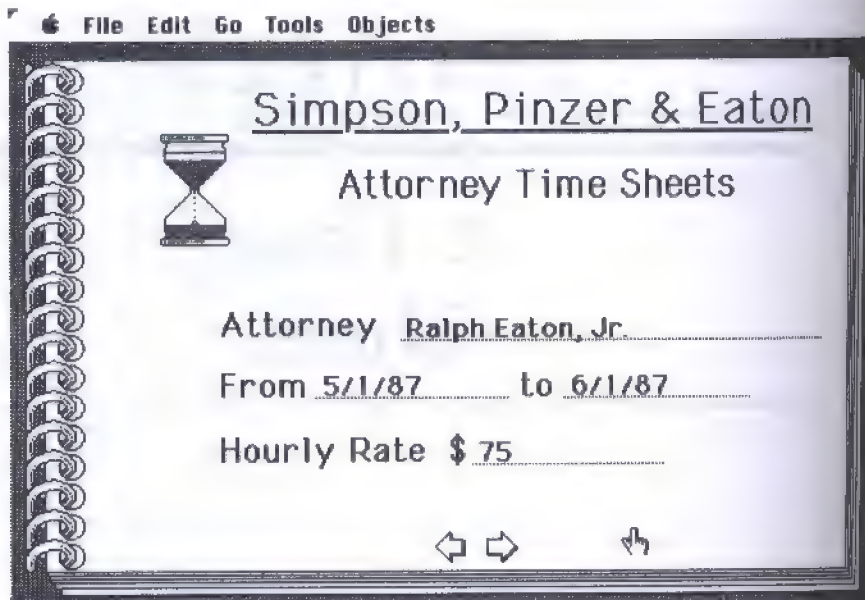 File Edit Go Tools Objects
Simpson, Pinzer & Eaton
Attorney Time Sheets
Attorney Ralph Eaton, Jr.
From 5/1/87 to 6/1/87
Hourly Rate $ 75